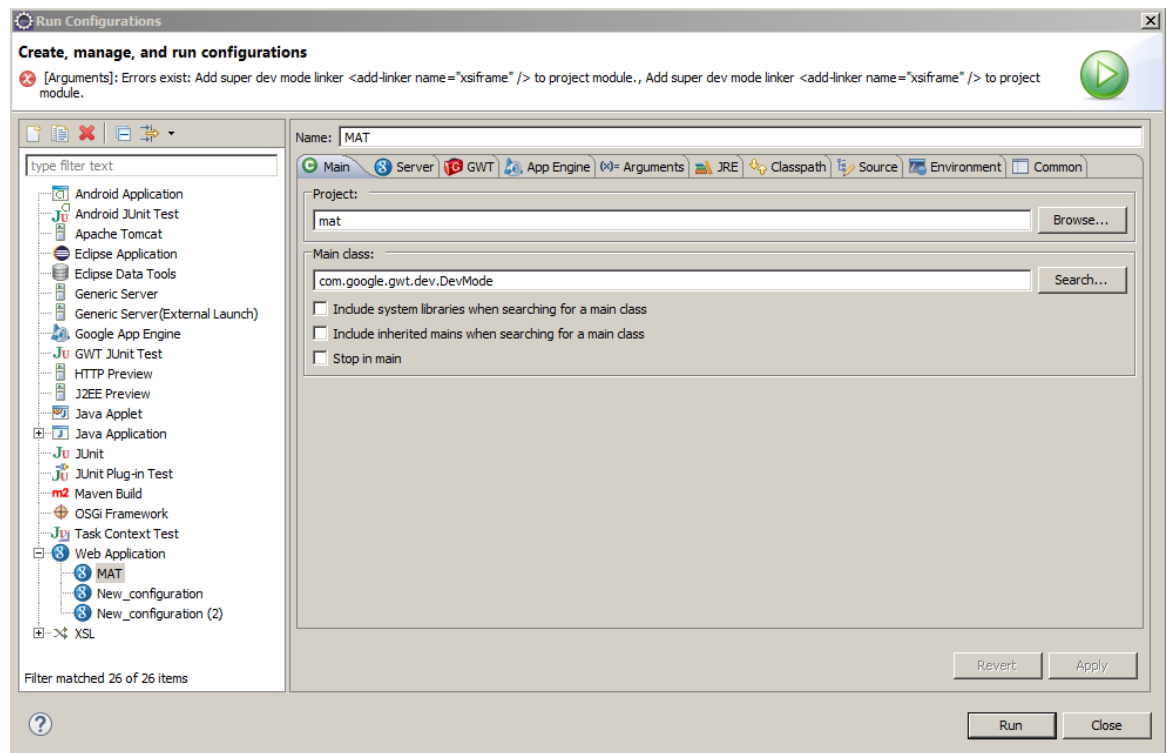 Run Configurations
Create, manage, and run configurations
[Arguments]: Errors exist: Add super dev mode linker <add-linker name="xsiframe" /> to project module., Add super dev mode linker <add-linker name="xsiframe" /> to project
module.
Name: MAT
type filter text
Main Server GWT App Engine (x)= Arguments JRE Classpath Source Environment Common
Android Application
Android JUnit Test
Apache Tomcat
Eclipse Application
Eclipse Data Tools
Generic Server
Generic Server(External Launch)
Google App Engine
GWT JUnit Test
HTTP Preview
J2EE Preview
Java Applet
Java Application
JUnit
JUnit Plug-in Test
m2 Maven Build
OSGi Framework
Task Context Test
Web Application
MAT
New_configuration
New_configuration (2)
XSL
Filter matched 26 of 26 items
Project:
mat Browse...
Main class:
com.google.gwt.dev.DevMode Search...
Include system libraries when searching for a main class
Include inherited mains when searching for a main class
Stop in main
Revert Apply
Run Close